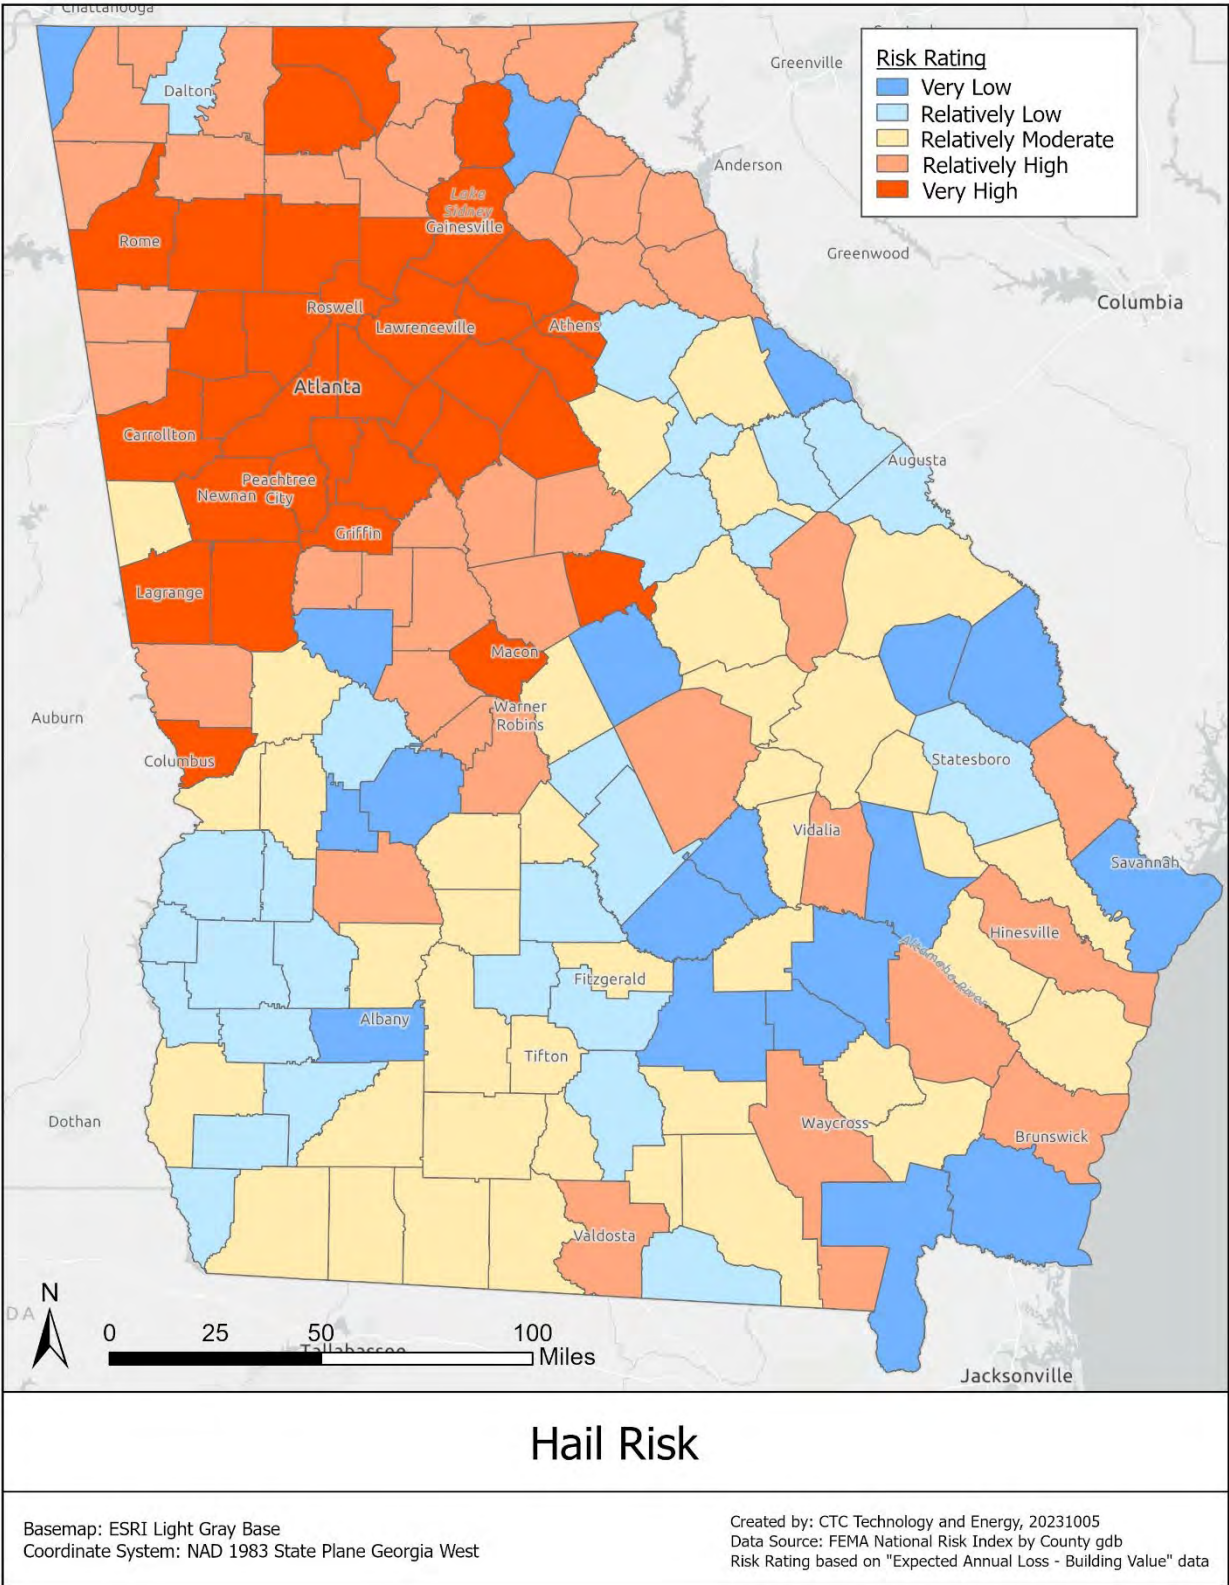 Chattanooga
Greenville
Risk Rating
Very Low
Relatively Low
Relatively Moderate
Relatively High
Very High
Dalton
Anderson
Lake
Sidney
Gainesville
Rome
Greenwood
Columbia
Roswell
Lawrenceville
Athens
Atlanta
Carrollton
Augusta
Peachtree
City
Newnan
Griffin
Lagrange
Macon
Auburn
Warner
Robins
Columbus
Statesboro
Vidalia
Savannah
Hinesville
Altamaha River
Fitzgerald
Albany
Tifton
Dothan
Waycross
Brunswick
Valdosta
N
DA
0 25 50 100
Miles
Tallahassee
Jacksonville
Hail Risk
Basemap: ESRI Light Gray Base
Coordinate System: NAD 1983 State Plane Georgia West
Created by: CTC Technology and Energy, 20231005
Data Source: FEMA National Risk Index by County gdb
Risk Rating based on "Expected Annual Loss - Building Value" data